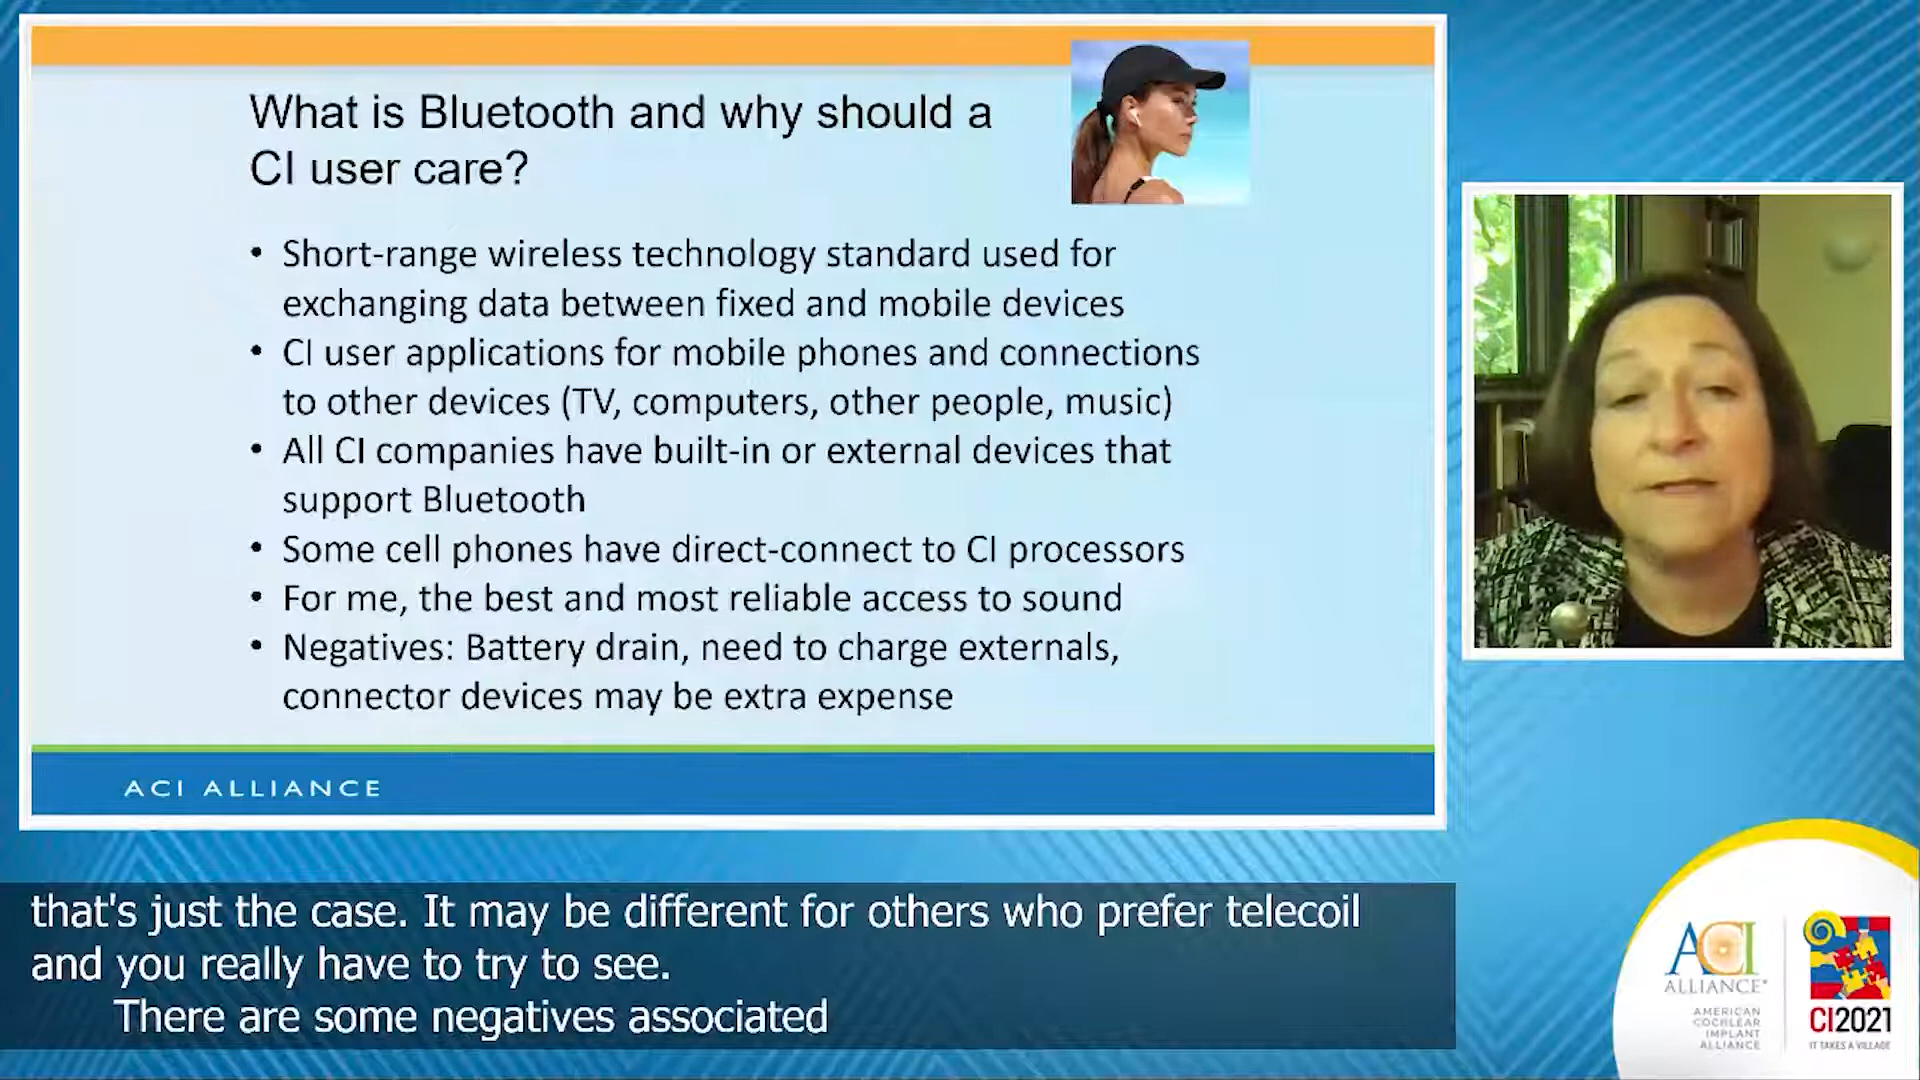 What is Bluetooth and why should a
CI user care?
• Short-range wireless technology standard used for
exchanging data between fixed and mobile devices
• CI user applications for mobile phones and connections
to other devices (TV, computers, other people, music)
• All CI companies have built-in or external devices that
support Bluetooth
• Some cell phones have direct-connect to CI processors
• For me, the best and most reliable access to sound
• Negatives: Battery drain, need to charge externals,
connector devices may be extra expense
ACI ALLIANCE
that's just the case. It may be different for others who prefer telecoil
and you really have to try to see.
There are some negatives associated
ACI
ALLIANCE
AMERICAN
COCHLEAR
IMPLANT
ALLIANCE
CI2021
IT TAKES A VILLAGE